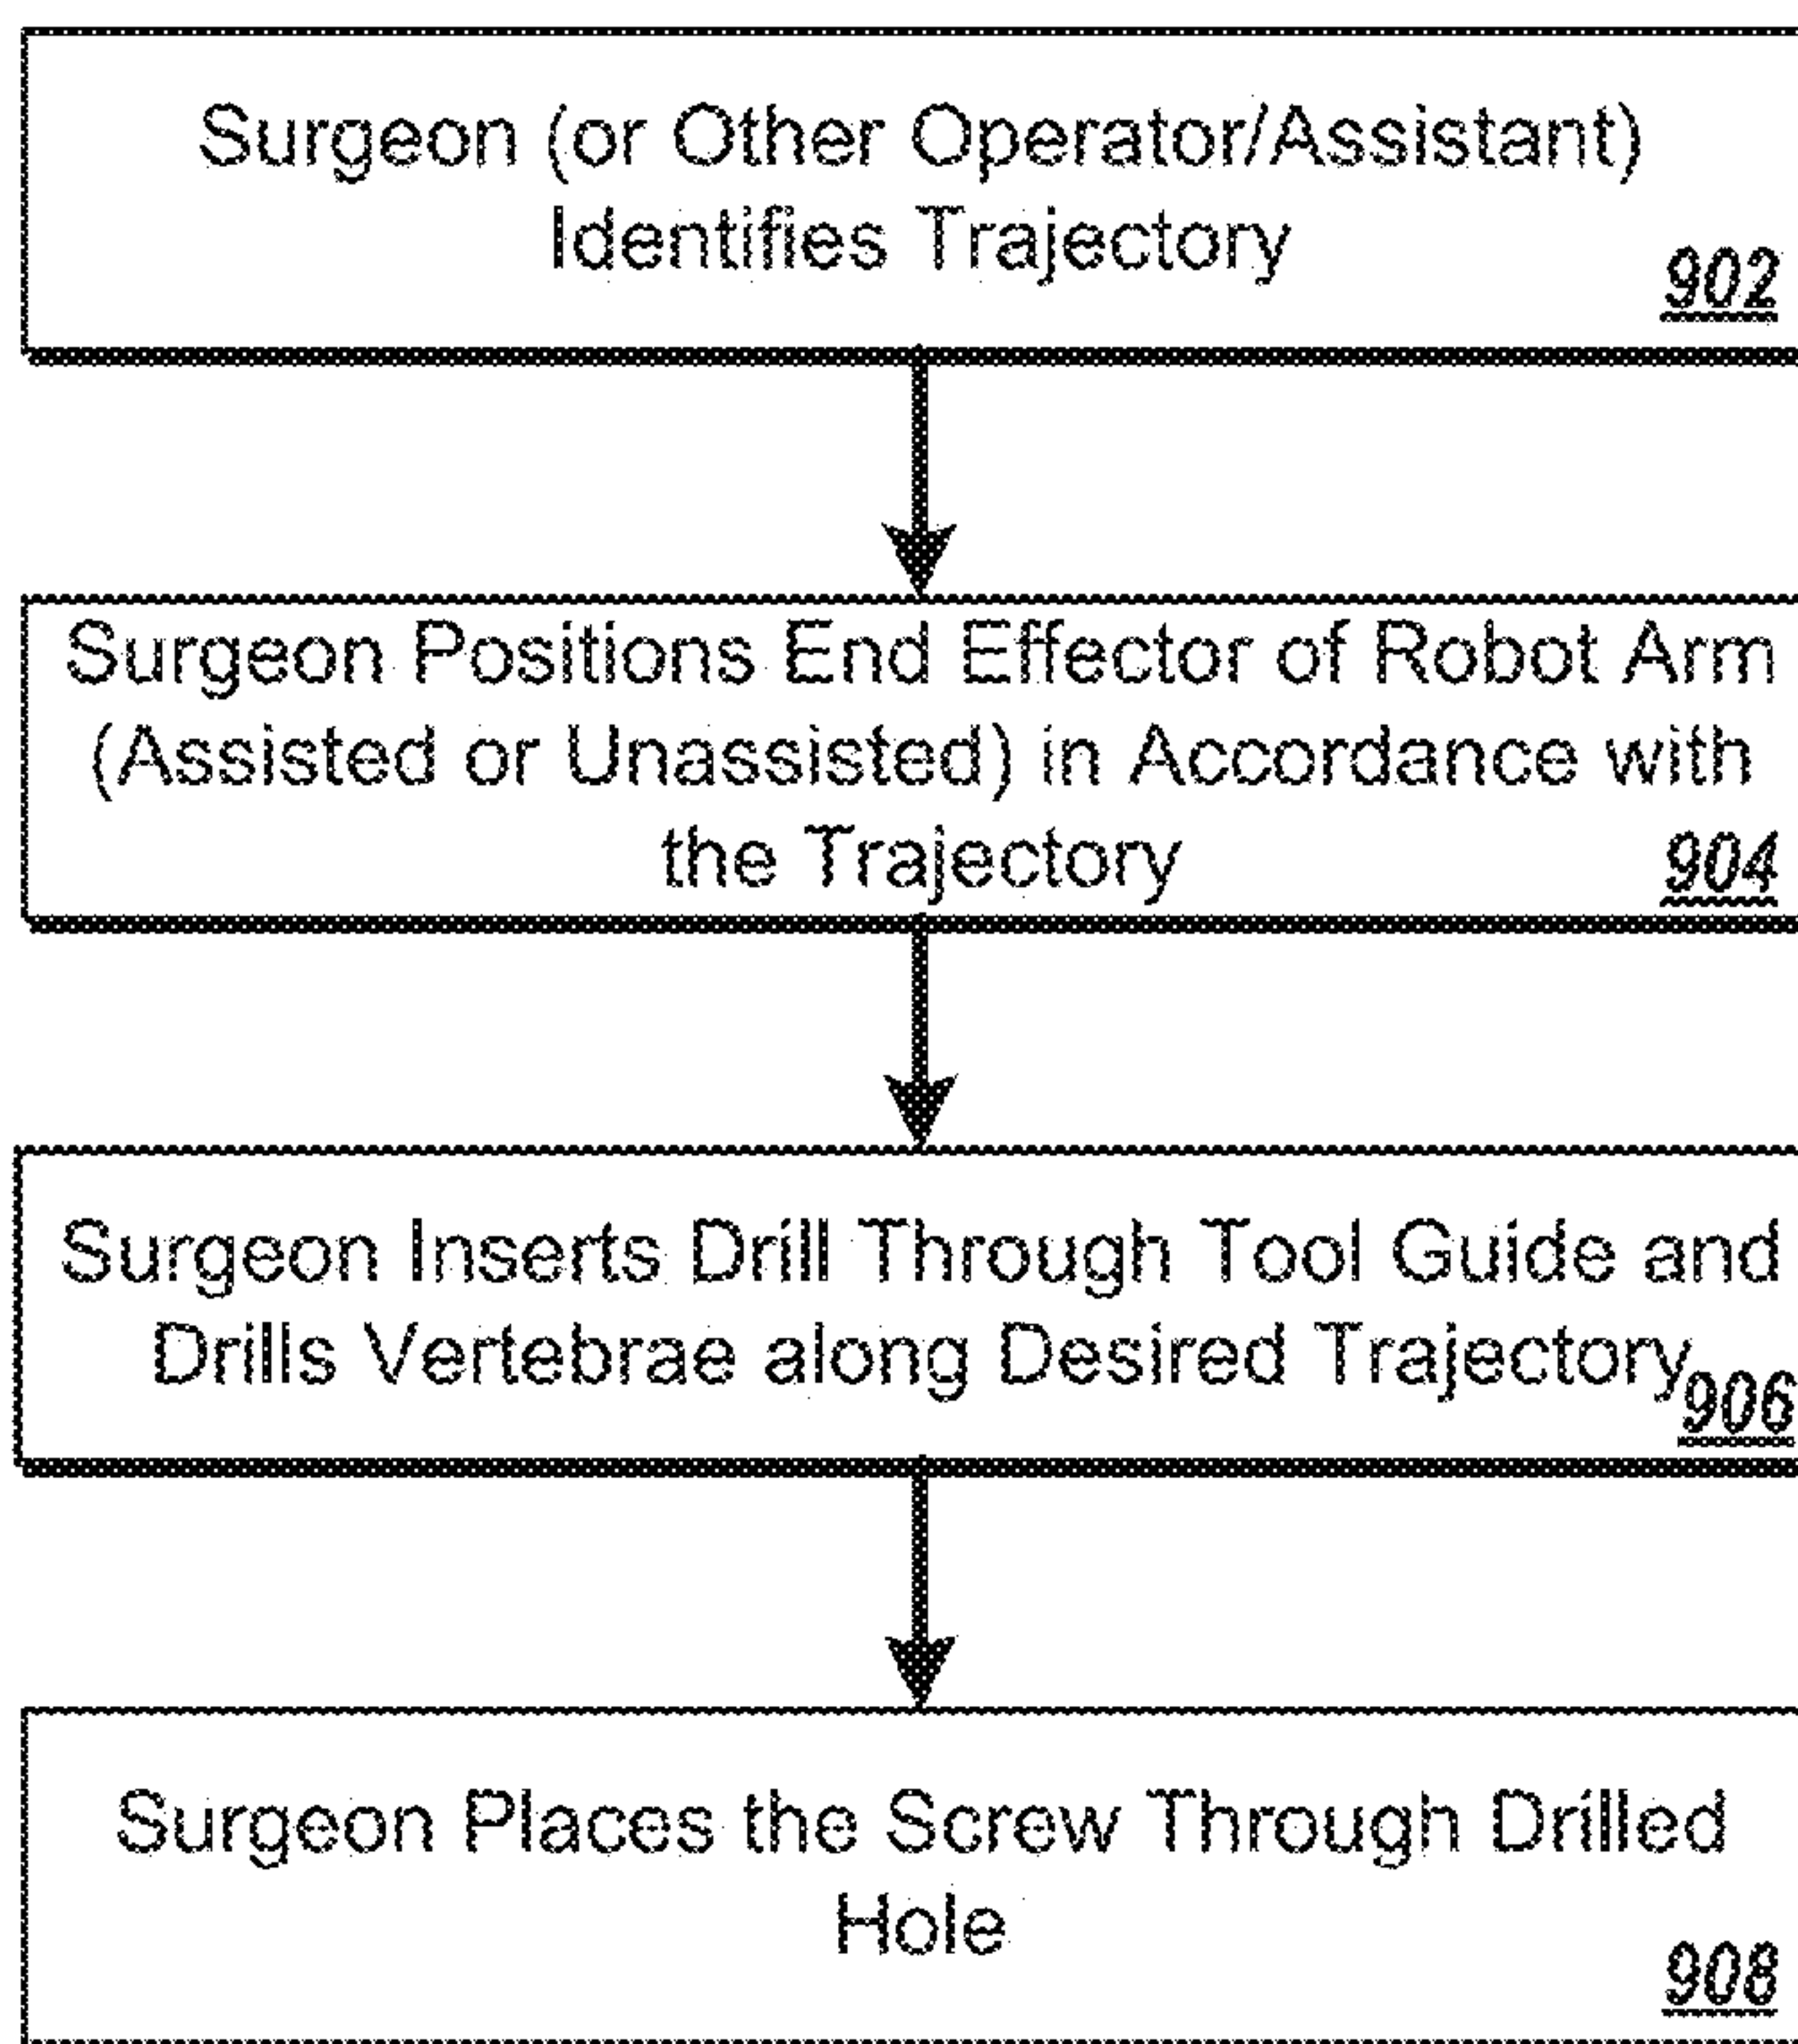 Surgeon (or Other Operator/Assistant)
Identifies Trajectory
902
Surgeon Positions End Effector of Robot Arm
(Assisted or Unassisted) in Accordance with
the Trajectory
904
Surgeon Inserts Drill Through Tool Guide and
Drills Vertebrae along Desired Trajectory
906
Surgeon Places the Screw Through Drilled
Hole
908